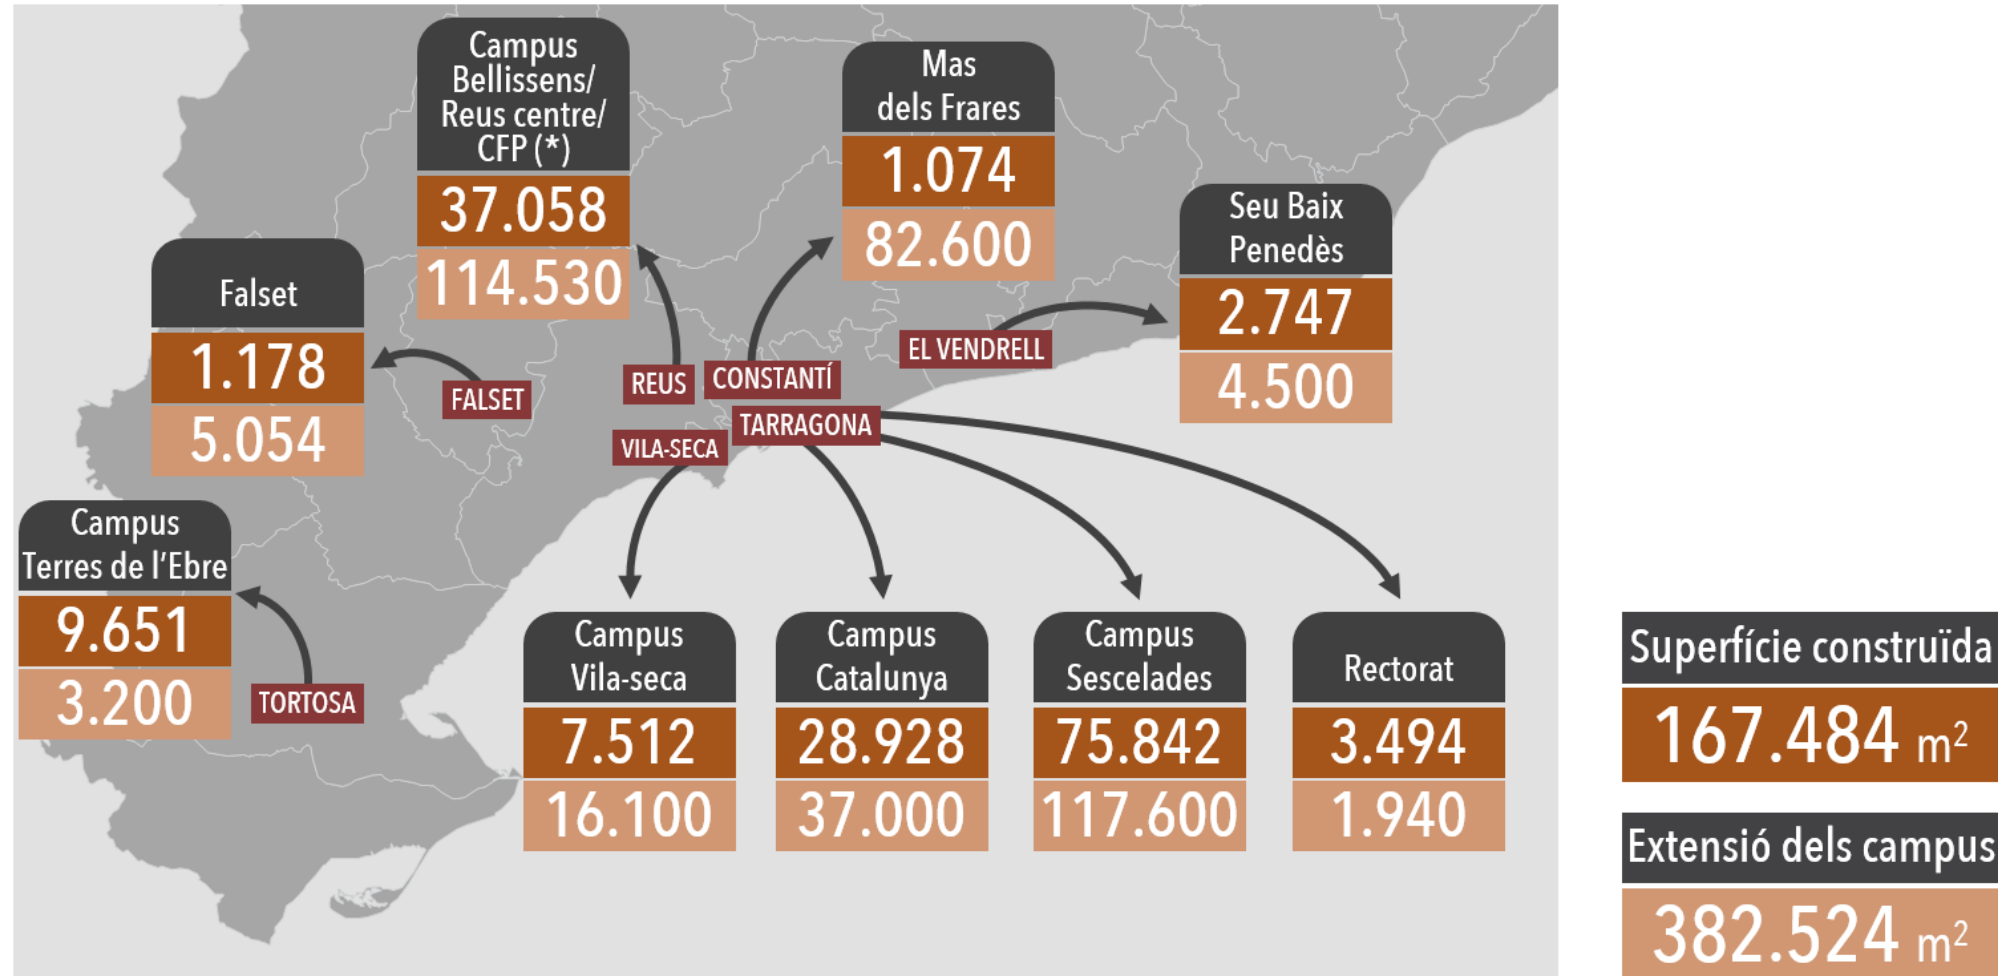 Campus
Bellissens/
Reus centre/
CFP (*)
37.058
114.530
Mas
dels Frares
1.074
82.600
Seu Baix
Penedès
2.747
4.500
Falset
1.178
5.054
EL VENDRELL
REUS
CONSTANTÍ
FALSET
TARRAGONA
VILA-SECA
Campus
Terres de l'Ebre
9.651
3.200
TORTOSA
Campus
Vila-seca
7.512
16.100
Campus
Catalunya
28.928
37.000
Campus
Sescelades
75.842
117.600
Rectorat
3.494
1.940
Superfície construïda
167.484 m²
Extensió dels campus
382.524 m²